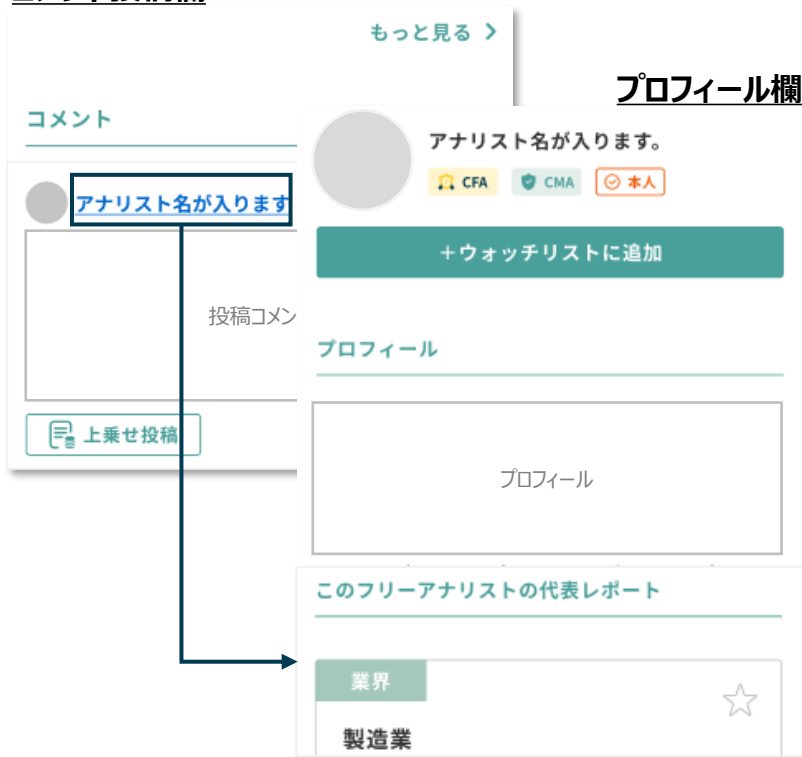 もっと見る
コメント
アナリスト名が入ります
投稿コメン
上乗せ投稿
プロフィール欄
アナリスト名が入ります。
CFA CMA 本人
+ウォッチリストに追加
プロフィール
プロフィール
このフリーアナリストの代表レポート
業界
製造業